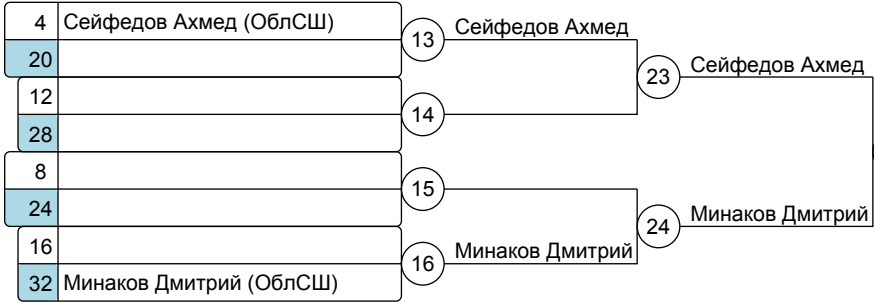 4 Сейфедов Ахмед (ОблСШ)
20
13 Сейфедов Ахмед
12
28
14
23 Сейфедов Ахмед
8
24
15
16
32 Минаков Дмитрий (ОблСШ)
16 Минаков Дмитрий
24 Минаков Дмитрий